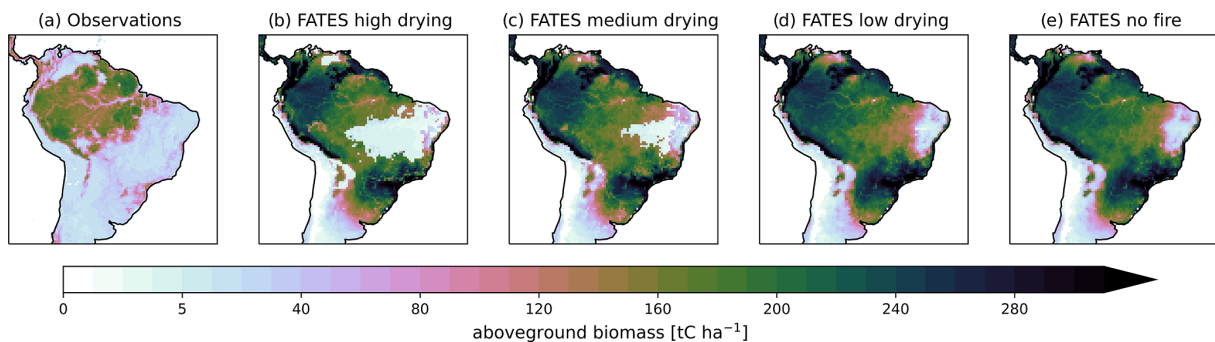 (a) Observations
(b) FATES high drying
(c) FATES medium drying
(d) FATES low drying
(e) FATES no fire
0 5 40 80 120 160 200 240 280
aboveground biomass [tC ha⁻¹]